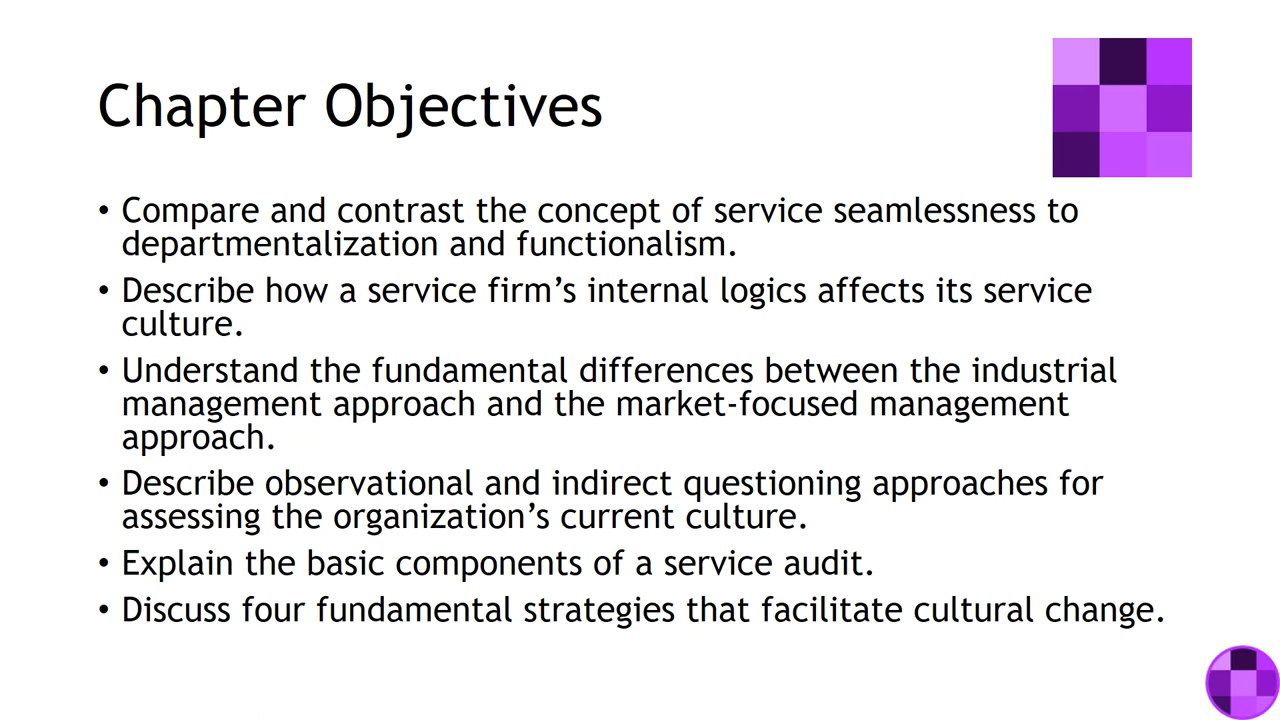 Chapter Objectives
• Compare and contrast the concept of service seamlessness to
departmentalization and functionalism.
• Describe how a service firm’s internal logics affects its service
culture.
• Understand the fundamental differences between the industrial
management approach and the market-focused management
approach.
• Describe observational and indirect questioning approaches for
assessing the organization’s current culture.
• Explain the basic components of a service audit.
• Discuss four fundamental strategies that facilitate cultural change.